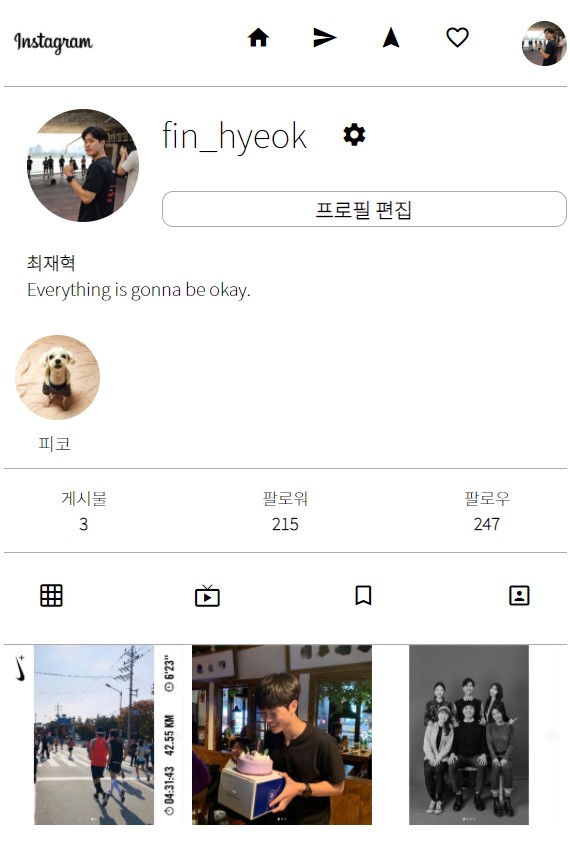 Instagram
fin_hyeok
프로필 편집
최재혁
Everything is gonna be okay.
피코
게시물
3
팔로워
215
팔로우
247
04:31:43 42.55 KM 6'23"